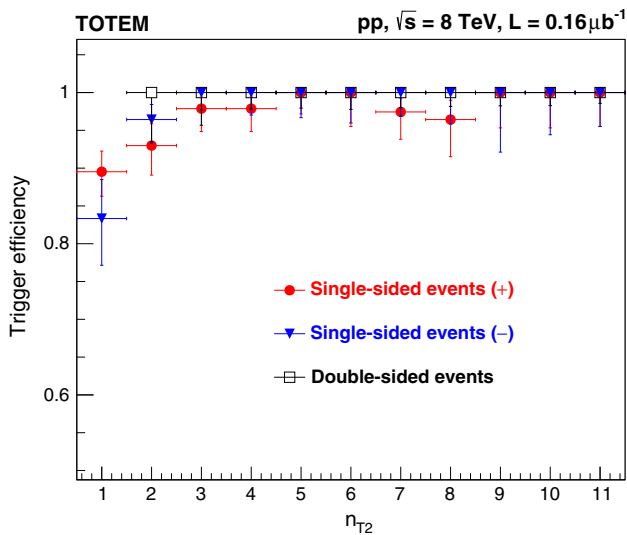 TOTEM pp, √s = 8 TeV, L = 0.16μb⁻¹
Trigger efficiency
1
0.8
0.6
Single-sided events (+)
Single-sided events (−)
Double-sided events
1 2 3 4 5 6 7 8 9 10 11
n_T2